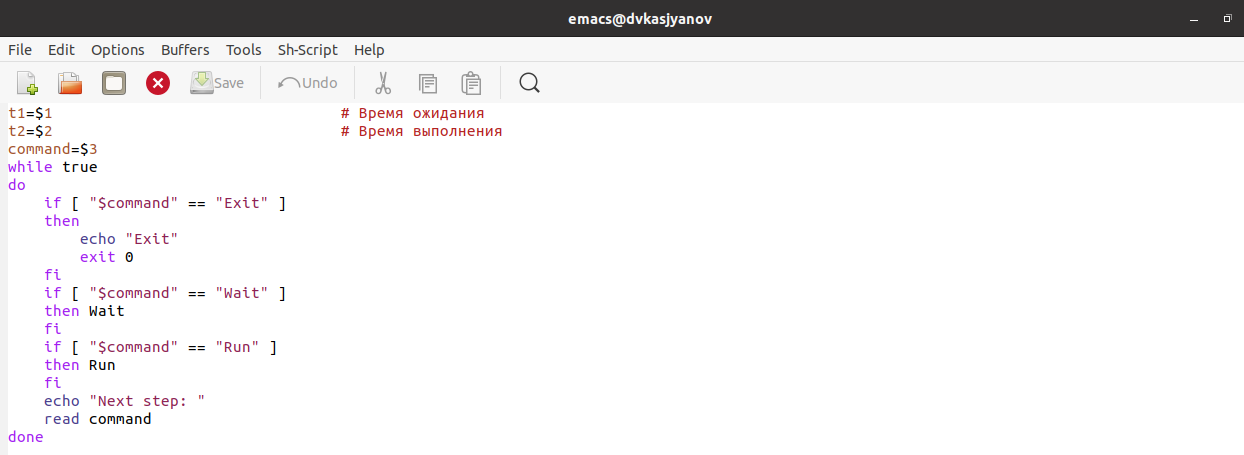 emacs@dvkasjyanov
File Edit Options Buffers Tools Sh-Script Help
Save Undo
t1=$1                                # Время ожидания
t2=$2                                # Время выполнения
command=$3
while true
do
    if [ "$command" == "Exit" ]
    then
        echo "Exit"
        exit 0
    fi
    if [ "$command" == "Wait" ]
    then Wait
    fi
    if [ "$command" == "Run" ]
    then Run
    fi
    echo "Next step: "
    read command
done